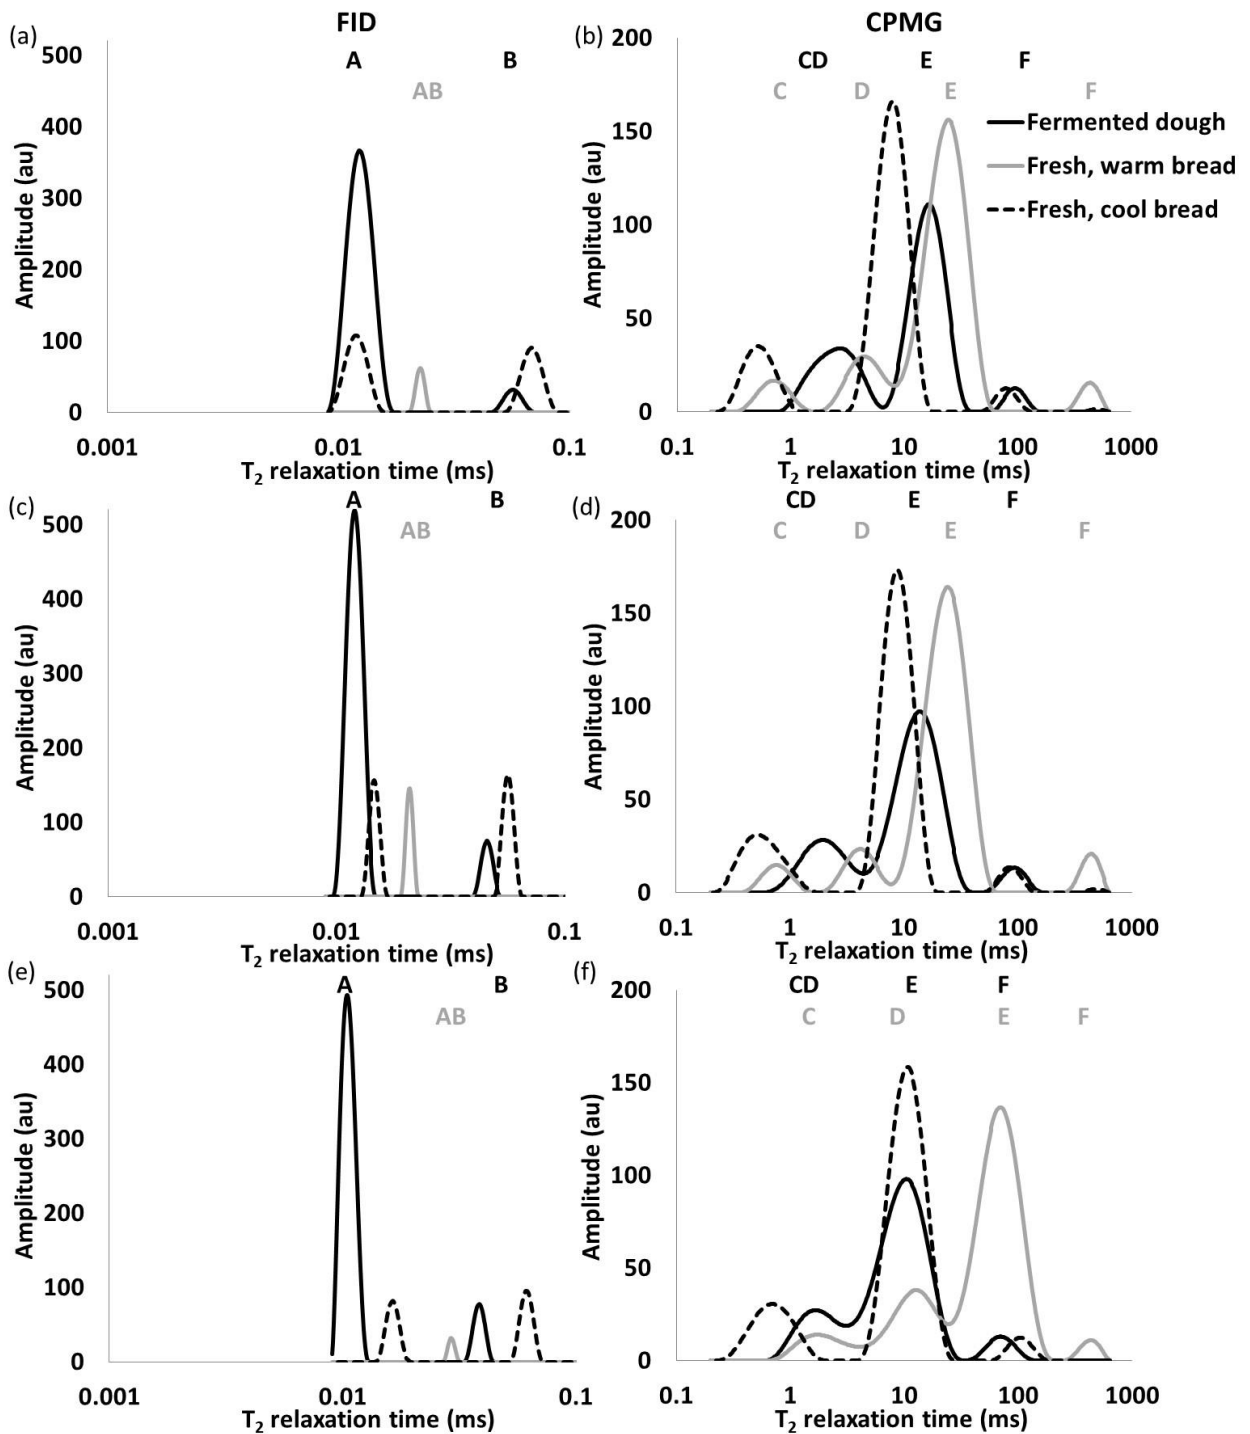 (a)
FID
A
B
AB
500
400
300
200
100
0
Amplitude (au)
0.001
0.01
0.1
T2 relaxation time (ms)
(b)
CPMG
CD
E
F
C
D
E
F
200
150
100
50
0
Amplitude (au)
0.1
1
10
100
1000
T2 relaxation time (ms)
Fermented dough
Fresh, warm bread
Fresh, cool bread
(c)
A
B
AB
500
400
300
200
100
0
Amplitude (au)
0.001
0.01
0.1
T2 relaxation time (ms)
(d)
CD
E
F
C
D
E
F
200
150
100
50
0
Amplitude (au)
0.1
1
10
100
1000
T2 relaxation time (ms)
(e)
A
B
AB
500
400
300
200
100
0
Amplitude (au)
0.001
0.01
0.1
T2 relaxation time (ms)
(f)
CD
E
F
C
D
E
F
200
150
100
50
0
Amplitude (au)
0.1
1
10
100
1000
T2 relaxation time (ms)